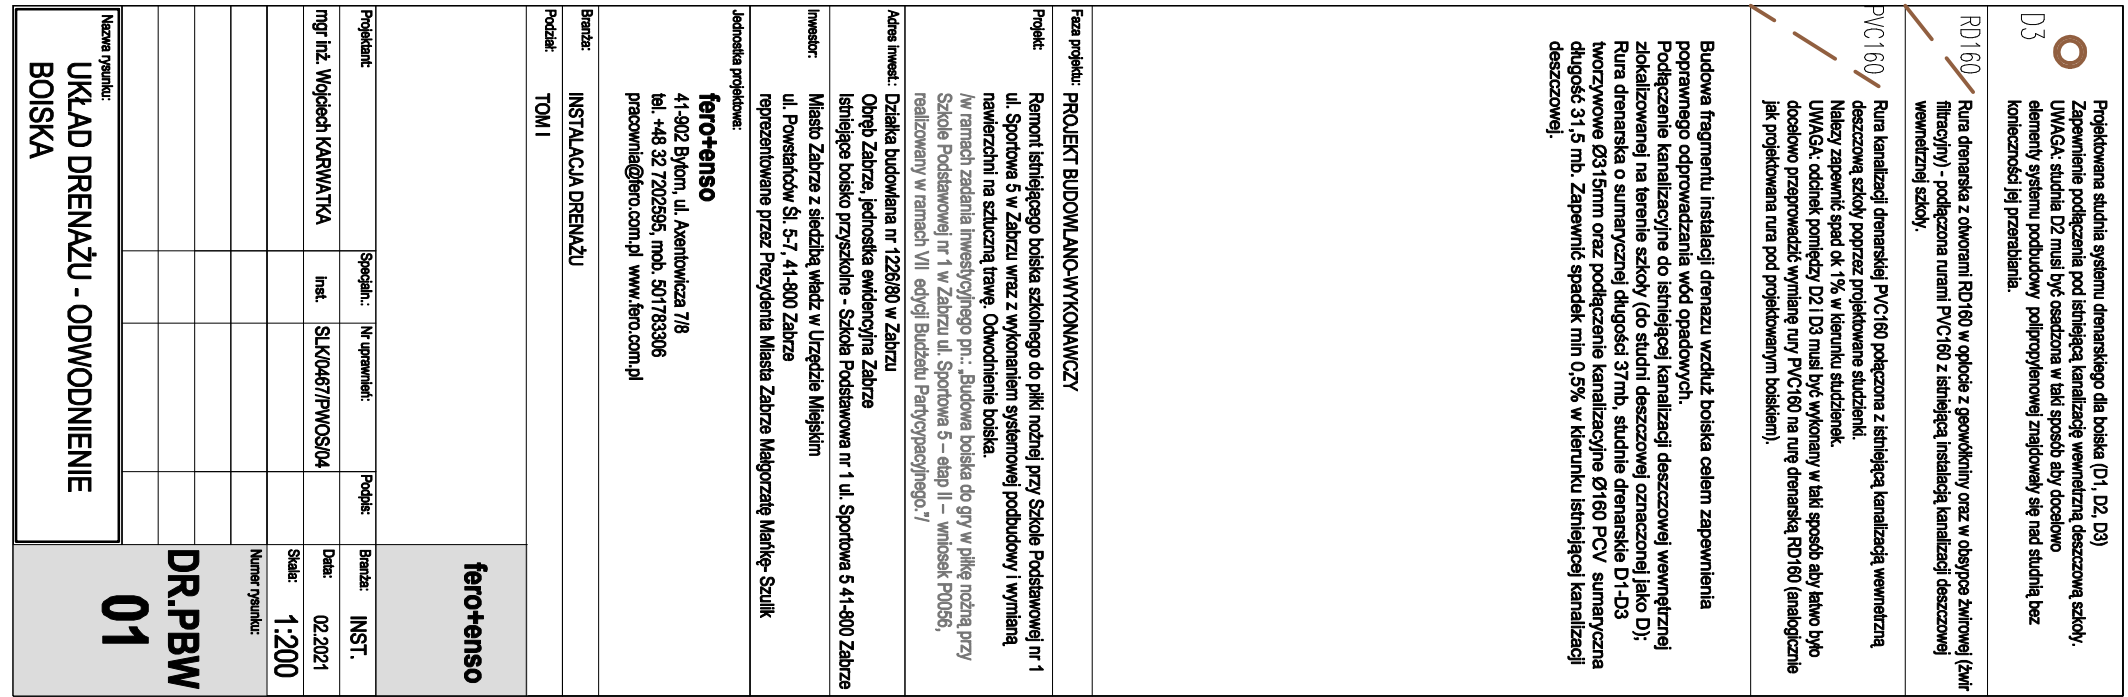 D3
Projektowana studnia systemu drenarskiego dla boiska (D1, D2, D3)
Zapewnienie podłączenia pod istniejącą kanalizację wewnetrzną deszczową szkoły.
UWAGA: studnia D2 musi być osadzona w taki sposób aby docelowo
elementy systemu podbudowy polipropylenowej znajdowały się nad studnią bez
konieczności jej przerabiania.
RD160
Rura drenarska z otworami RD160 w oplocie z geowółkniny oraz w obsypce żwirowej (żwir
filtracyjny) - podłączona rurami PVC160 z istniejącą instalacją kanalizacji deszczowej
wewnetrznej szkoły.
PVC160
Rura kanalizacji drenarskiej PVC160 połączona z istniejącą kanalizacją wewnetrzną
deszczową szkoły poprzez projektowane studzienki.
Nalezy zapewnić spad ok 1% w kierunku studzienek.
UWAGA: odcinek pomiędzy D2 i D3 musi być wykonany w taki sposób aby łatwo było
docelowo przeprowadzić wymianę rury PVC160 na rurę drenarską RD160 (analogicznie
jak projektowana rura pod projektowanym boiskiem).
Budowa fragmentu instalacji drenazu wzdłuż boiska celem zapewnienia
poprawnego odprowadzania wód opadowych.
Podłączenie kanalizacyjne do istniejącej kanalizacji deszczowej wewnętrznej
zlokalizowanej na terenie szkoły (do studni deszczowej oznaczonej jako D);
Rura drenarska o sumarycznej długości 37mb, studnie drenarskie D1-D3
tworzywowe Ø315mm oraz podłączenie kanalizacyjne Ø160 PCV sumaryczna
długość 31,5 mb. Zapewnić spadek min 0,5% w kierunku istniejącej kanalizacji
deszczowej.
Faza projektu: PROJEKT BUDOWLANO-WYKONAWCZY
Projekt: Remont istniejącego boiska szkolnego do piłki nożnej przy Szkole Podstawowej nr 1
ul. Sportowa 5 w Zabrzu wraz z wykonaniem systemowej podbudowy i wymianą
nawierzchni na sztuczną trawę. Odwodnienie boiska.
/w ramach zadania inwestycyjnego pn.: „Budowa boiska do gry w piłkę nożną przy
Szkole Podstawowej nr 1 w Zabrzu ul. Sportowa 5 – etap II – wniosek P0056,
realizowany w ramach VII edycji Budżetu Partycypacyjnego."/
Adres inwest.: Działka budowlana nr 1226/80 w Zabrzu
Obręb Zabrze, jednostka ewidencyjna Zabrze
Istniejące boisko przyszkolne - Szkoła Podstawowa nr 1 ul. Sportowa 5 41-800 Zabrze
Inwestor: Miasto Zabrze z siedzibą władz w Urzędzie Miejskim
ul. Powstańców Śl. 5-7, 41-800 Zabrze
reprezentowane przez Prezydenta Miasta Zabrze Małgorzatę Mańkę- Szulik
Jednostka projektowa:
fero+enso
41-902 Bytom, ul. Axentowicza 7/8
tel. +48 32 7202595, mob. 501783306
pracownia@fero.com.pl www.fero.com.pl
Branża: INSTALACJA DRENAŻU
Podział: TOM I
fero+enso
Projektant: Specjaln.: Nr uprawnień: Podpis:
mgr inż. Wojciech KARWATKA inst. SLK/0467/PWOS/04
Branża: INST.
Data: 02.2021
Skala: 1:200
Numer rysunku:
DR.PBW
01
Nazwa rysunku:
UKŁAD DRENAŻU - ODWODNIENIE
BOISKA